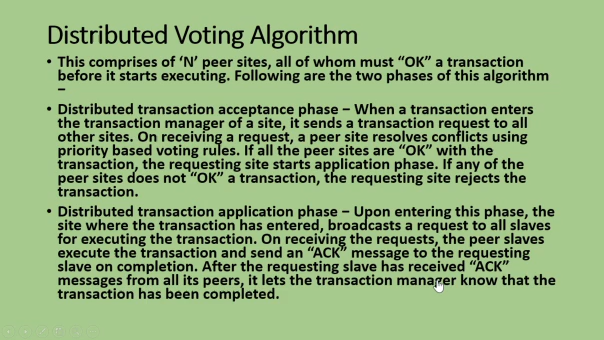 Distributed Voting Algorithm
• This comprises of ‘N’ peer sites, all of whom must “OK” a transaction
before it starts executing. Following are the two phases of this algorithm
–
• Distributed transaction acceptance phase – When a transaction enters
the transaction manager of a site, it sends a transaction request to all
other sites. On receiving a request, a peer site resolves conflicts using
priority based voting rules. If all the peer sites are “OK” with the
transaction, the requesting site starts application phase. If any of the
peer sites does not “OK” a transaction, the requesting site rejects the
transaction.
• Distributed transaction application phase – Upon entering this phase, the
site where the transaction has entered, broadcasts a request to all slaves
for executing the transaction. On receiving the requests, the peer slaves
execute the transaction and send an “ACK” message to the requesting
slave on completion. After the requesting slave has received “ACK”
messages from all its peers, it lets the transaction manager know that the
transaction has been completed.